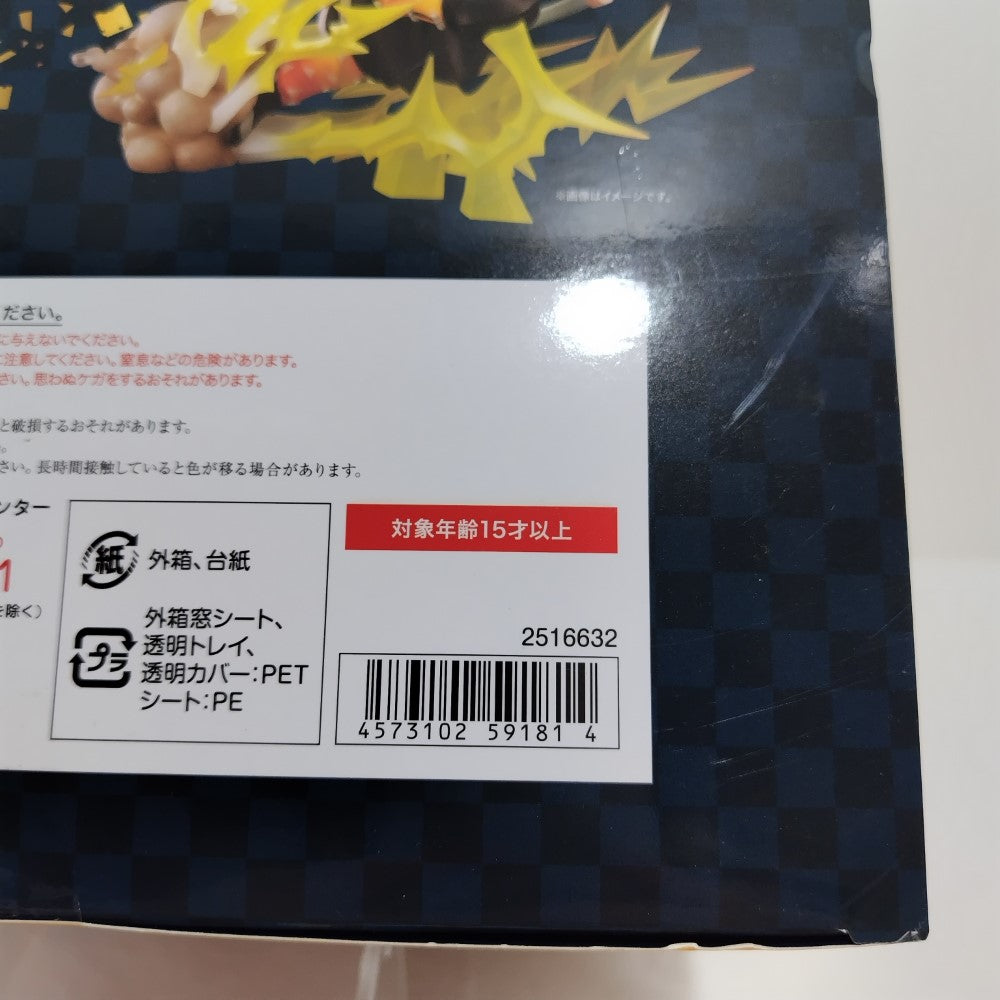 ※画像はイメージです。
ださい。
に与えないでください。
に注意してください。窒息などの危険があります。
さい。思わぬケガをするおそれがあります。
と破損するおそれがあります。
さい。長時間接触していると色が移る場合があります。
ンター
1
を除く)
紙
外箱、台紙
プラ
外箱窓シート、
透明トレイ、
透明カバー:PET
シート:PE
対象年齢15才以上
2516632
4573102 59181 4